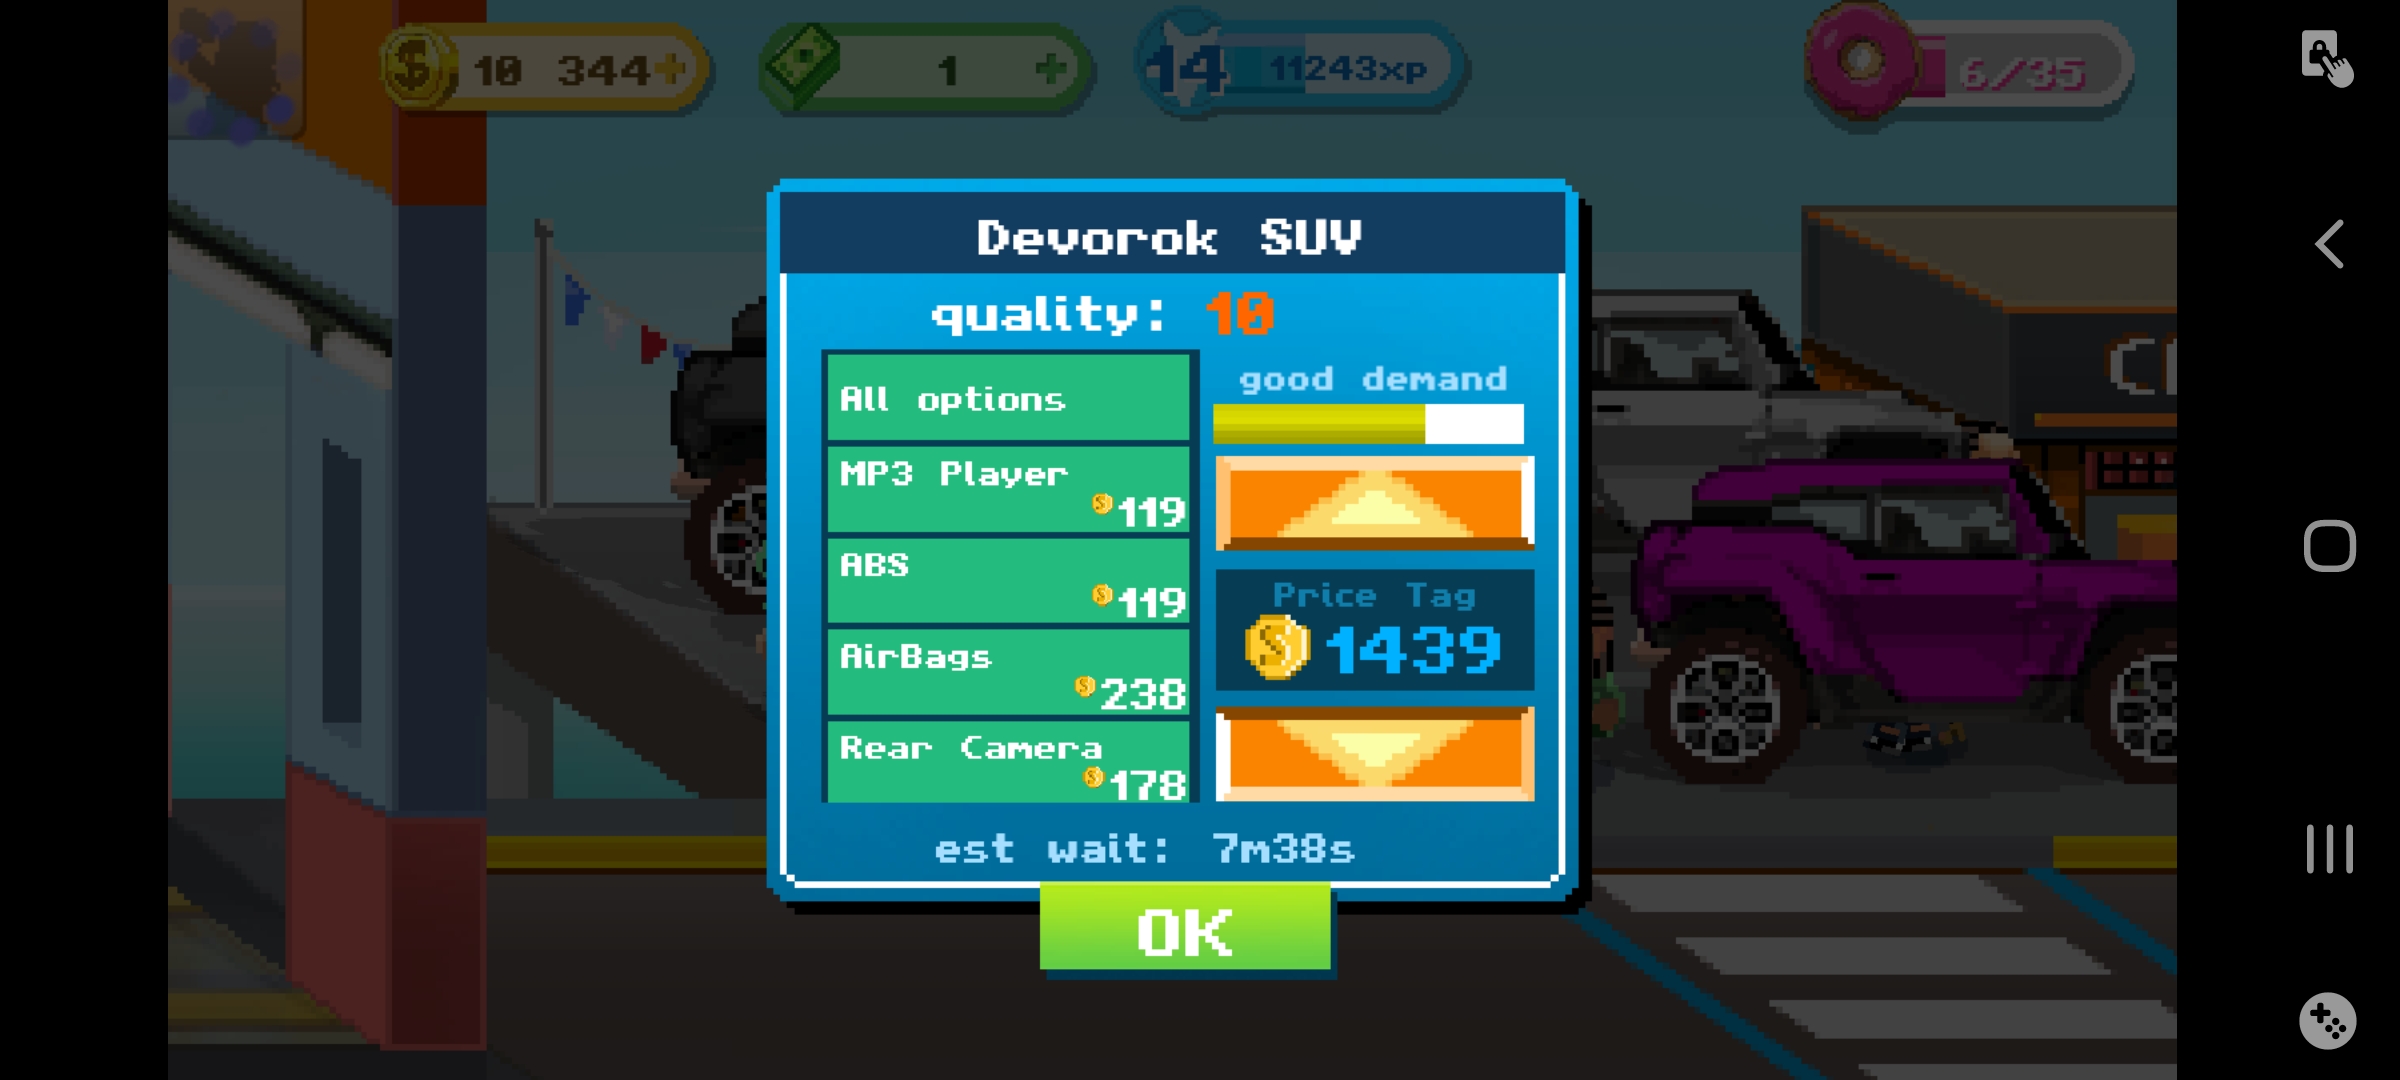 10 344+
1 +
14 11243xp
6/35
Devorok SUV
quality: 10
All options
good demand
MP3 Player
119
ABS
119
Price Tag
1439
AirBags
238
Rear Camera
178
est wait: 7m38s
OK